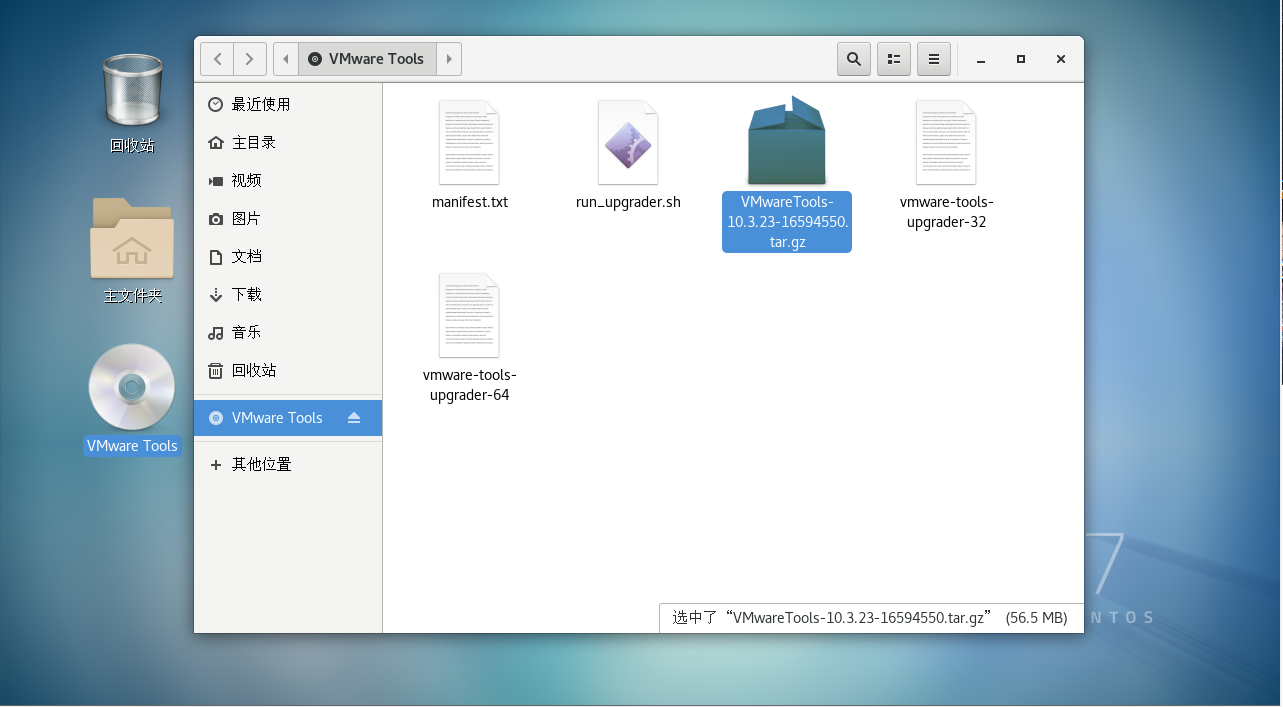 回收站
主文件夹
VMware Tools
VMware Tools
最近使用
视频
图片
文档
下载
音乐
回收站
VMware Tools
其他位置
manifest.txt
run_upgrader.sh
VMwareTools-
10.3.23-16594550.
tar.gz
vmware-tools-
upgrader-32
vmware-tools-
upgrader-64
选中了“VMwareTools-10.3.23-16594550.tar.gz” (56.5 MB)
7
NTOS